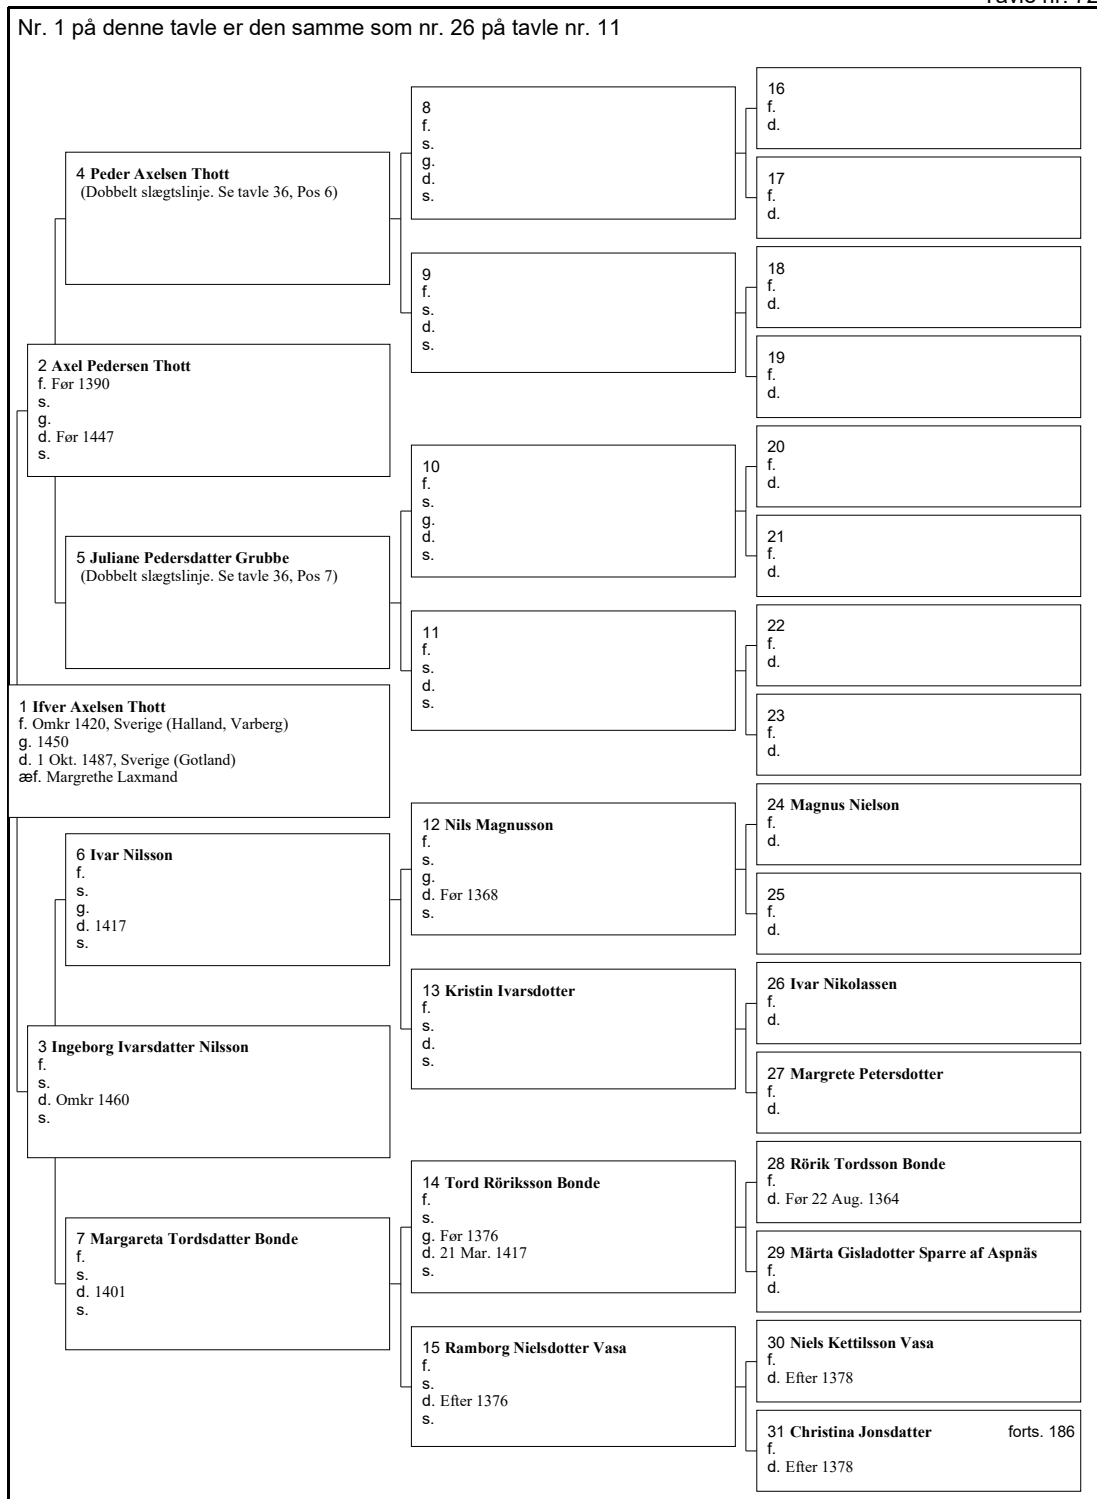 Tavle nr. 72
Nr. 1 på denne tavle er den samme som nr. 26 på tavle nr. 11
16
f.
d.
8
f.
s.
g.
d.
s.
4 Peder Axelsen Thott
(Dobbelt slægtslinje. Se tavle 36, Pos 6)
17
f.
d.
18
f.
d.
9
f.
s.
d.
s.
2 Axel Pedersen Thott
f. Før 1390
s.
g.
d. Før 1447
s.
19
f.
d.
20
f.
d.
10
f.
s.
g.
d.
s.
5 Juliane Pedersdatter Grubbe
(Dobbelt slægtslinje. Se tavle 36, Pos 7)
21
f.
d.
22
f.
d.
11
f.
s.
d.
s.
1 Ifver Axelsen Thott
f. Omkr 1420, Sverige (Halland, Varberg)
g. 1450
d. 1 Okt. 1487, Sverige (Gotland)
æf. Margrethe Laxmand
23
f.
d.
24 Magnus Nielson
f.
d.
12 Nils Magnusson
f.
s.
g.
d. Før 1368
s.
6 Ivar Nilsson
f.
s.
g.
d. 1417
s.
25
f.
d.
26 Ivar Nikolassen
f.
d.
13 Kristin Ivarsdotter
f.
s.
d.
s.
3 Ingeborg Ivarsdatter Nilsson
f.
s.
d. Omkr 1460
s.
27 Margrete Petersdotter
f.
d.
28 Rörik Tordsson Bonde
f.
d. Før 22 Aug. 1364
14 Tord Röriksson Bonde
f.
s.
g. Før 1376
d. 21 Mar. 1417
s.
7 Margareta Tordsdatter Bonde
f.
s.
d. 1401
s.
29 Märta Gisladotter Sparre af Aspnäs
f.
d.
30 Niels Kettilsson Vasa
f.
d. Efter 1378
15 Ramborg Nielsdotter Vasa
f.
s.
d. Efter 1376
s.
31 Christina Jonsdatter forts. 186
f.
d. Efter 1378